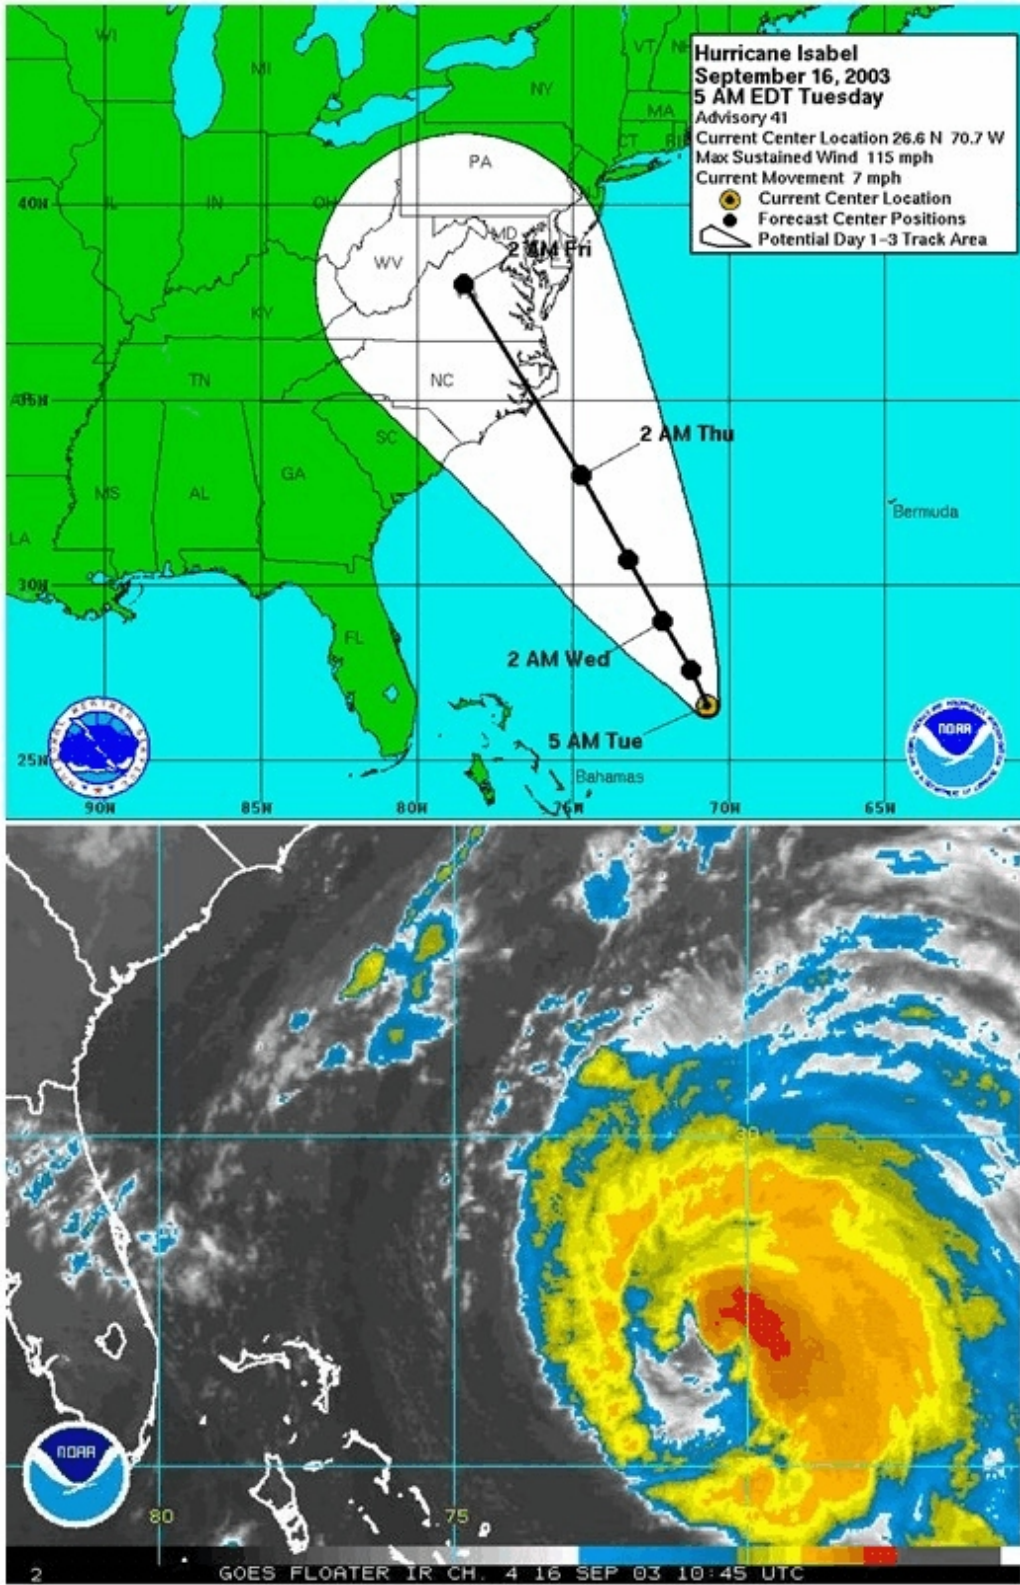 Hurricane Isabel
September 16, 2003
5 AM EDT Tuesday
Advisory 41
Current Center Location 26.6 N 70.7 W
Max Sustained Wind 115 mph
Current Movement 7 mph
Current Center Location
Forecast Center Positions
Potential Day 1-3 Track Area
WI
VT
NH
MI
NY
MA
CT
RI
PA
40N
IL
IN
OH
MD
2 AM Fri
WV
KY
TN
NC
35N
2 AM Thu
SC
GA
MS
AL
Bermuda
LA
30N
FL
2 AM Wed
5 AM Tue
NOAA
25N
Bahamas
90W
85W
80W
75W
70W
65W
30
NOAA
80
75
2
GOES FLOATER IR CH. 4 16 SEP 03 10:45 UTC